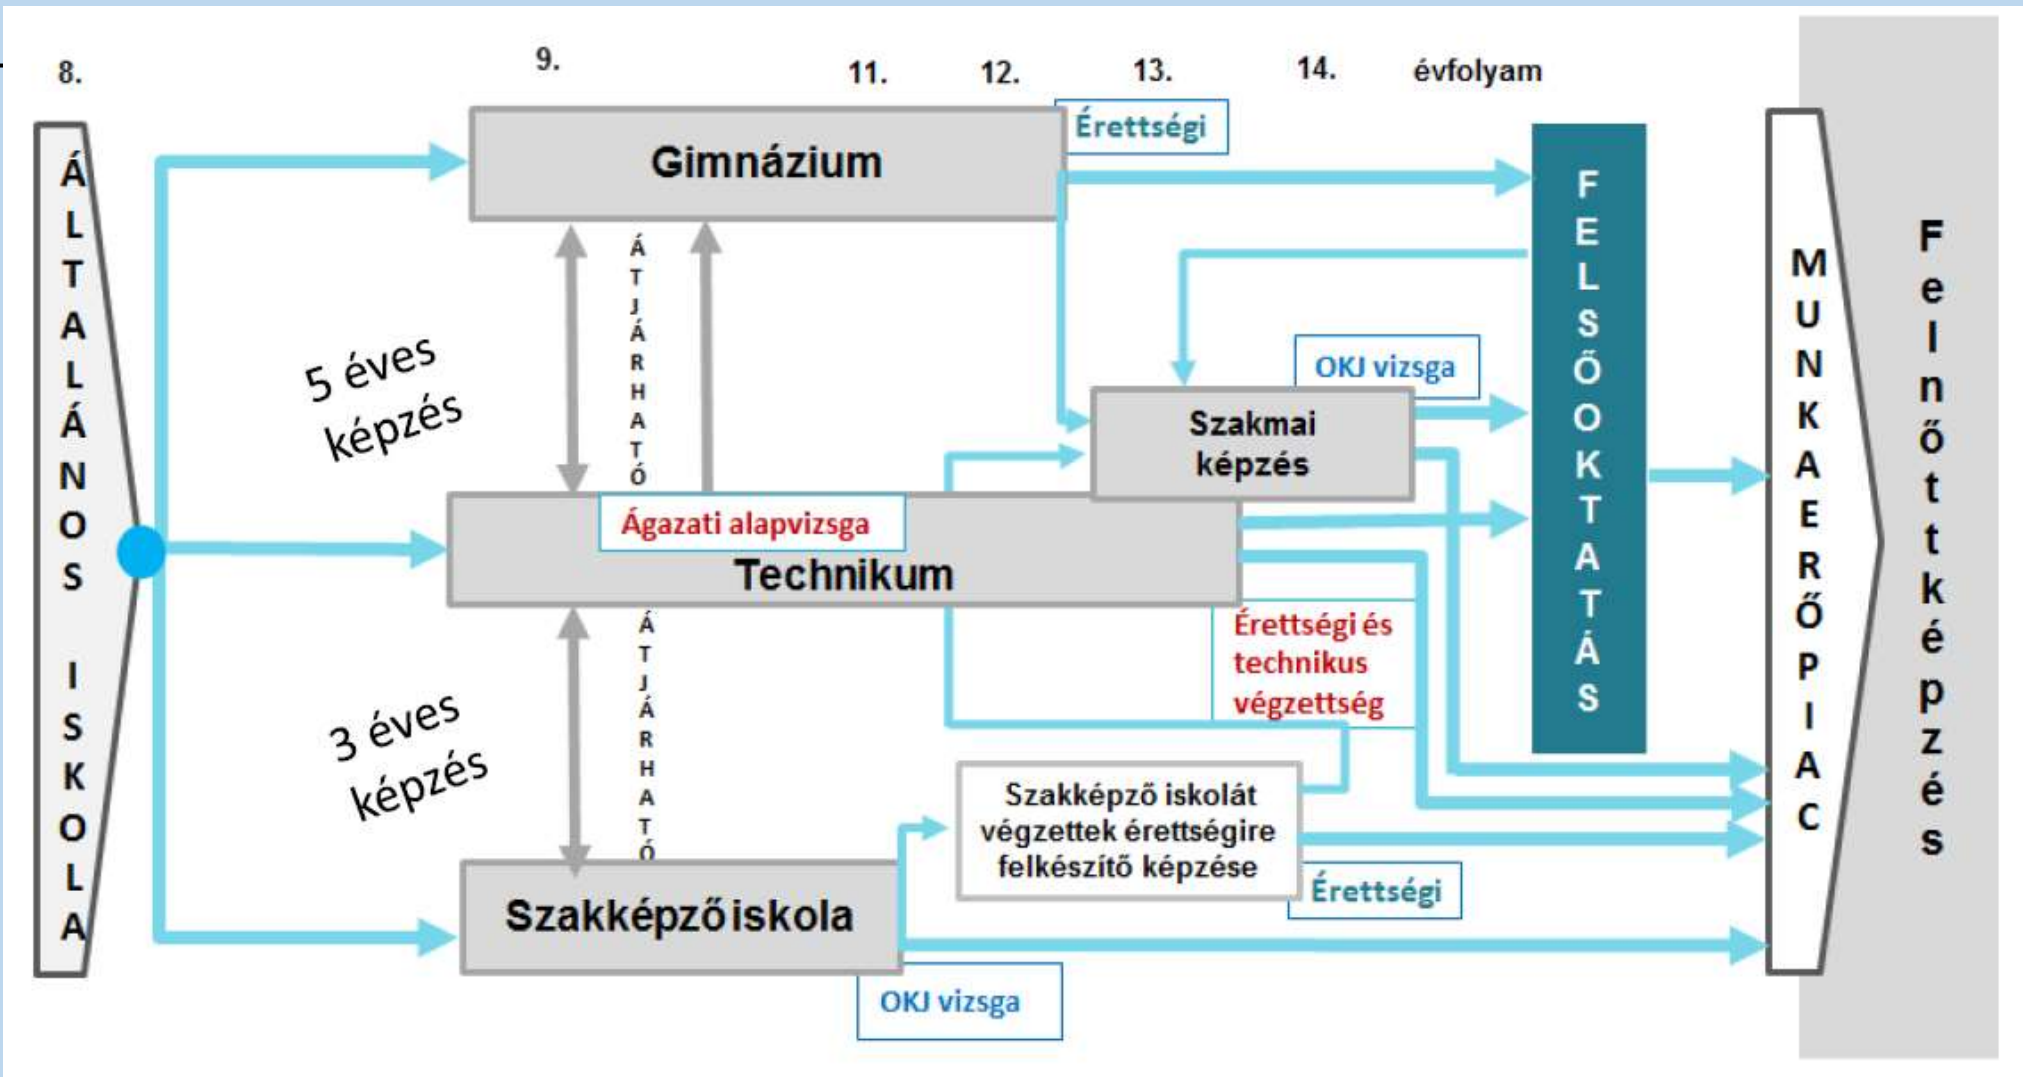 8. 9. 11. 12. 13. 14. évfolyam
ÁLTALÁNOS ISKOLA
Gimnázium
Érettségi
ÁTJÁRHATÓ
5 éves
képzés
OKJ vizsga
Szakmai
képzés
Ágazati alapvizsga
Technikum
Érettségi és
technikus
végzettség
ÁTJÁRHATÓ
3 éves
képzés
Szakképző iskolát
végzettek érettségire
felkészítő képzése
Érettségi
Szakképző iskola
OKJ vizsga
FELSŐOKTATÁS
MUNKAERŐPIAC
Felnőttképzés